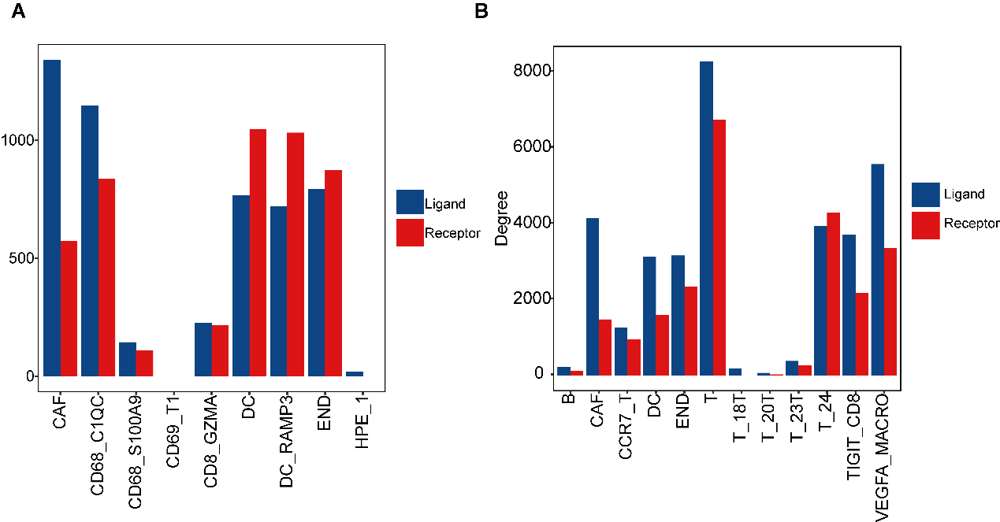 A
1000
500
0
CAF
CD68_C1QC
CD68_S100A9
CD69_T1
CD8_GZMA
DC
DC_RAMP3
END
HPE_1
Ligand
Receptor
B
Degree
8000
6000
4000
2000
0
B
CAF
CCR7_T
DC
END
T
T_18T
T_20T
T_23T
T_24
TIGIT_CD8
VEGFA_MACRO
Ligand
Receptor